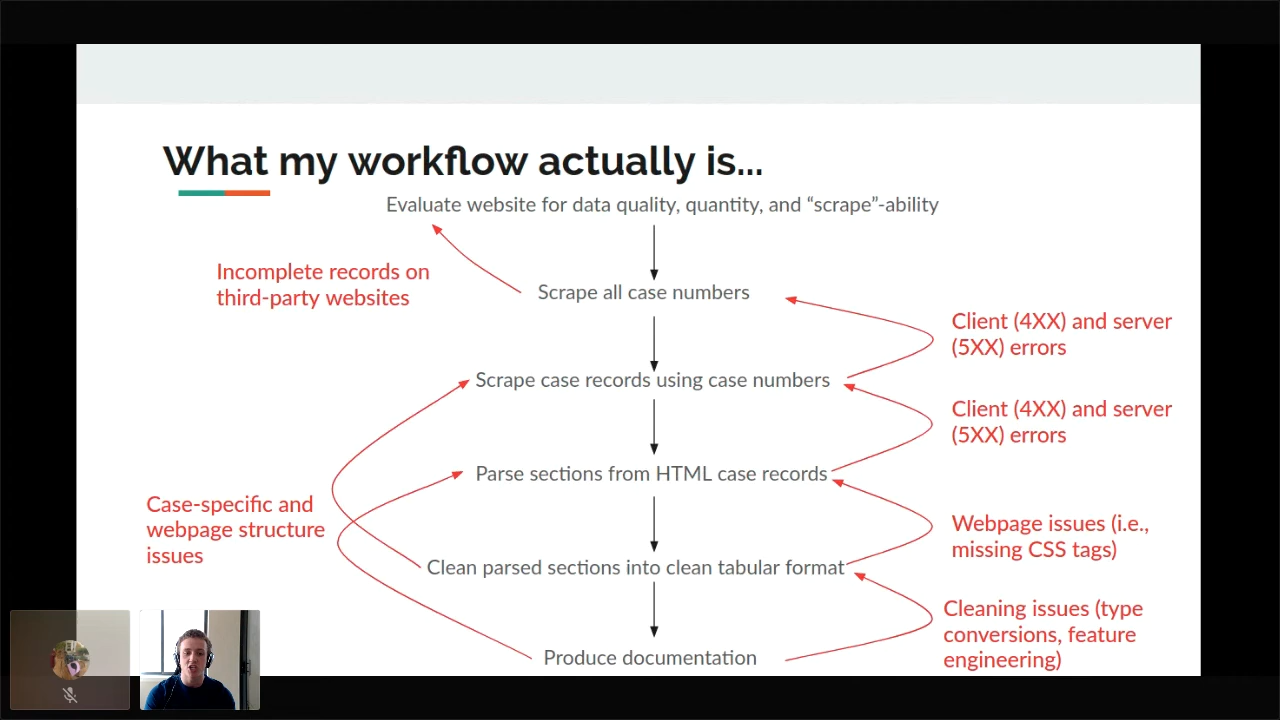 What my workflow actually is...
Evaluate website for data quality, quantity, and “scrape”-ability
Incomplete records on
third-party websites
Scrape all case numbers
Client (4XX) and server
(5XX) errors
Scrape case records using case numbers
Client (4XX) and server
(5XX) errors
Parse sections from HTML case records
Case-specific and
webpage structure
issues
Webpage issues (i.e.,
missing CSS tags)
Clean parsed sections into clean tabular format
Cleaning issues (type
conversions, feature
engineering)
Produce documentation